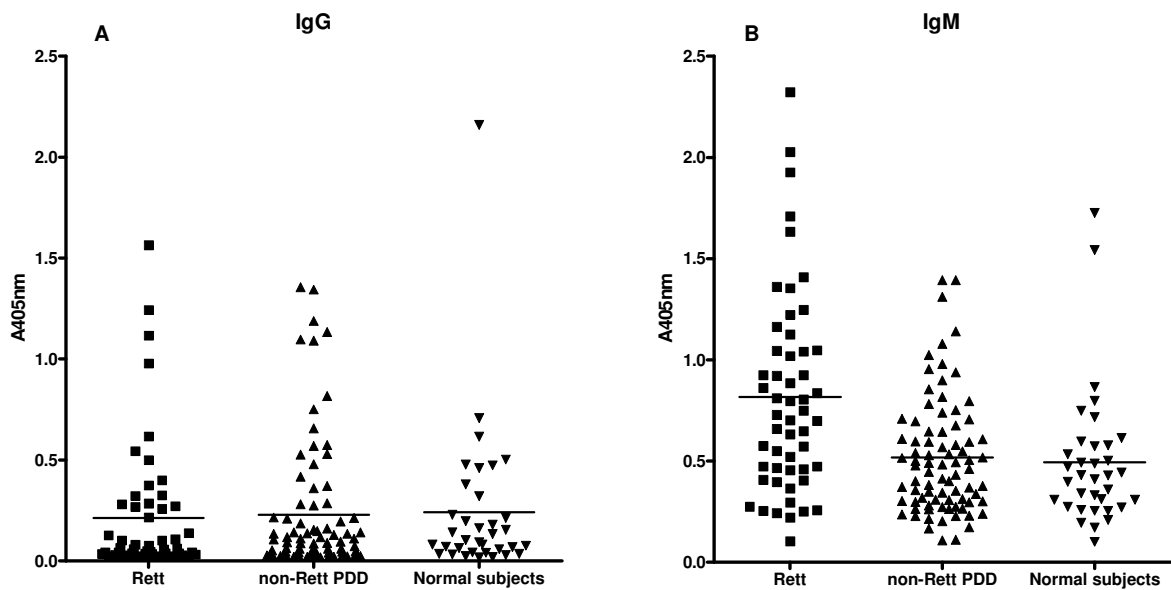 A
IgG
A405nm
2.5
2.0
1.5
1.0
0.5
0.0
Rett
non-Rett PDD
Normal subjects
B
IgM
A405nm
2.5
2.0
1.5
1.0
0.5
0.0
Rett
non-Rett PDD
Normal subjects